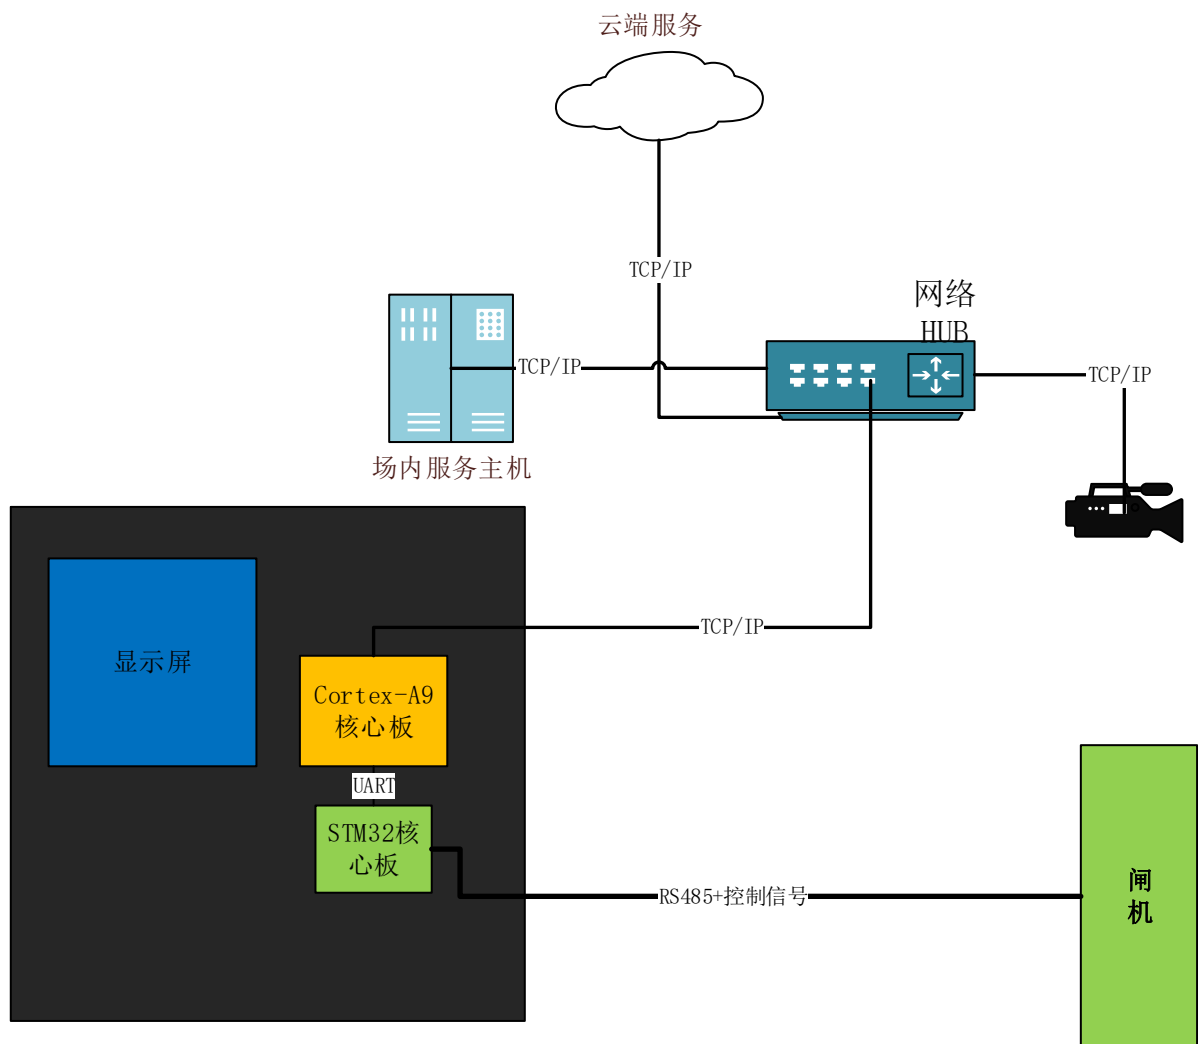 云端服务
TCP/IP
网络
HUB
TCP/IP
TCP/IP
场内服务主机
TCP/IP
显示屏
Cortex-A9
核心板
UART
STM32核
心板
RS485+控制信号
闸
机